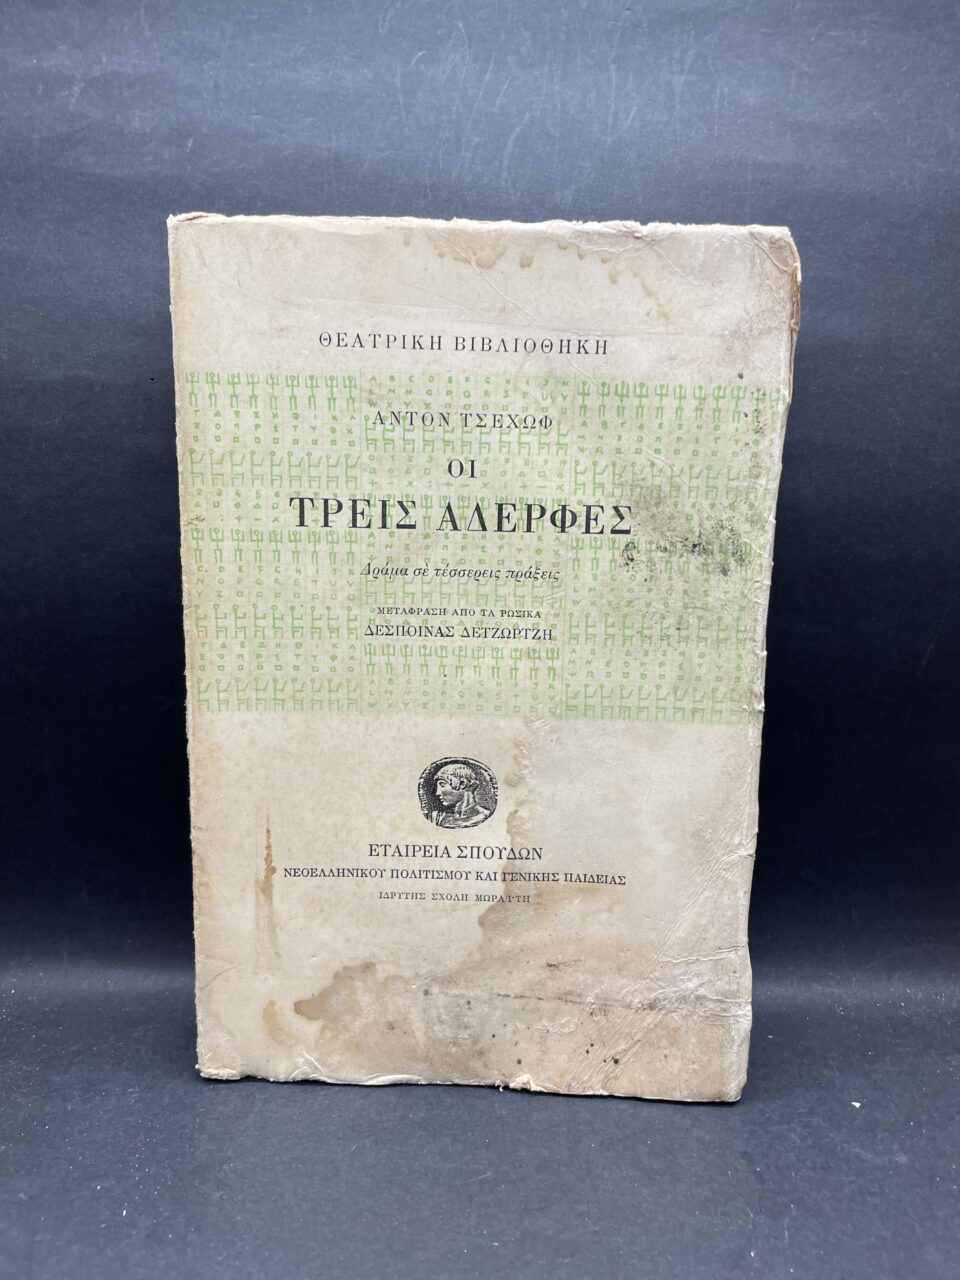 ΘΕΑΤΡΙΚΗ ΒΙΒΛΙΟΘΗΚΗ
ΑΝΤΟΝ ΤΣΕΧΩΦ
ΟΙ
ΤΡΕΙΣ ΑΔΕΡΦΕΣ
Δράμα σὲ τέσσερεις πράξεις
ΜΕΤΑΦΡΑΣΗ ΑΠΟ ΤΑ ΡΩΣΙΚΑ
ΔΕΣΠΟΙΝΑΣ ΔΕΤΖΩΡΤΖΗ
ΕΤΑΙΡΕΙΑ ΣΠΟΥΔΩΝ
ΝΕΟΕΛΛΗΝΙΚΟΥ ΠΟΛΙΤΙΣΜΟΥ ΚΑΙ ΓΕΝΙΚΗΣ ΠΑΙΔΕΙΑΣ
ΙΔΡΥΤΗΣ ΣΧΟΛΗ ΜΩΡΑΪΤΗ